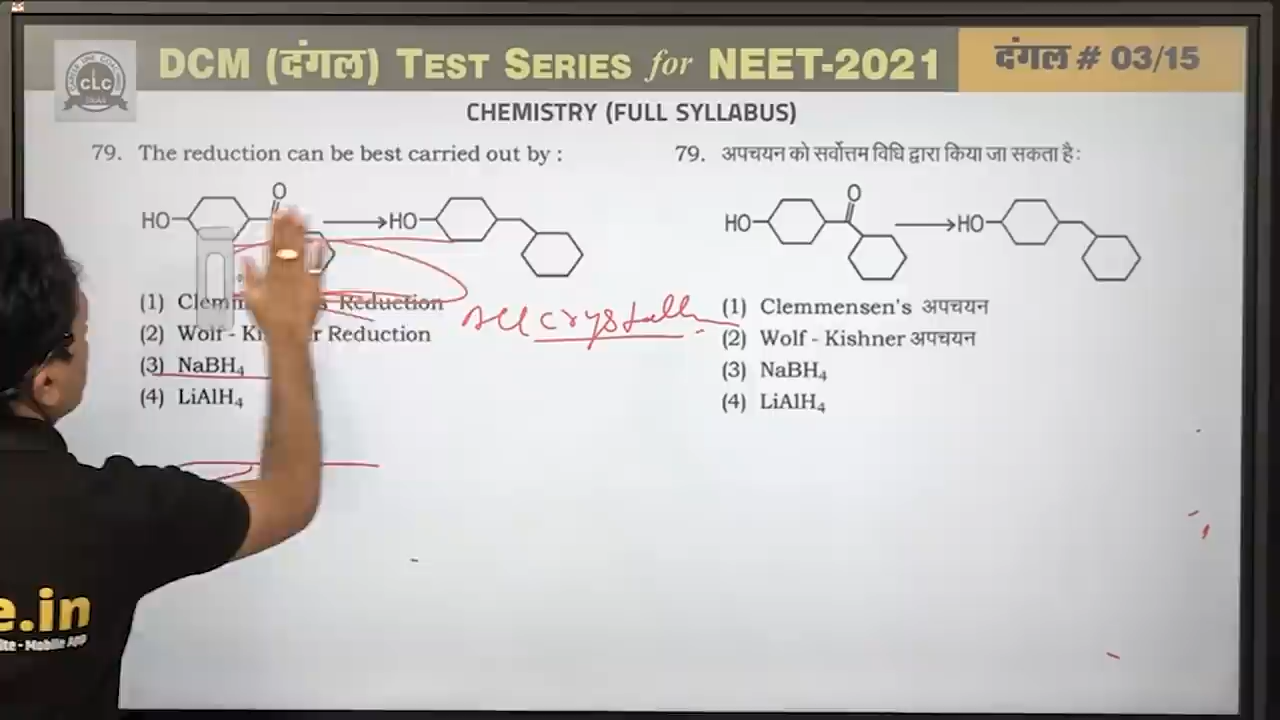 DCM (दंगल) TEST SERIES for NEET-2021
दंगल # 03/15
CLC
CHEMISTRY (FULL SYLLABUS)
79. The reduction can be best carried out by :
HO O HO
(1) Reduction
(2) Wolf - Reduction
(3) NaBH₄
(4) LiAlH₄
79. अपचयन को सर्वोत्तम विधि द्वारा किया जा सकता है:
HO O HO
(1) Clemmensen's अपचयन
(2) Wolf - Kishner अपचयन
(3) NaBH₄
(4) LiAlH₄
e.in